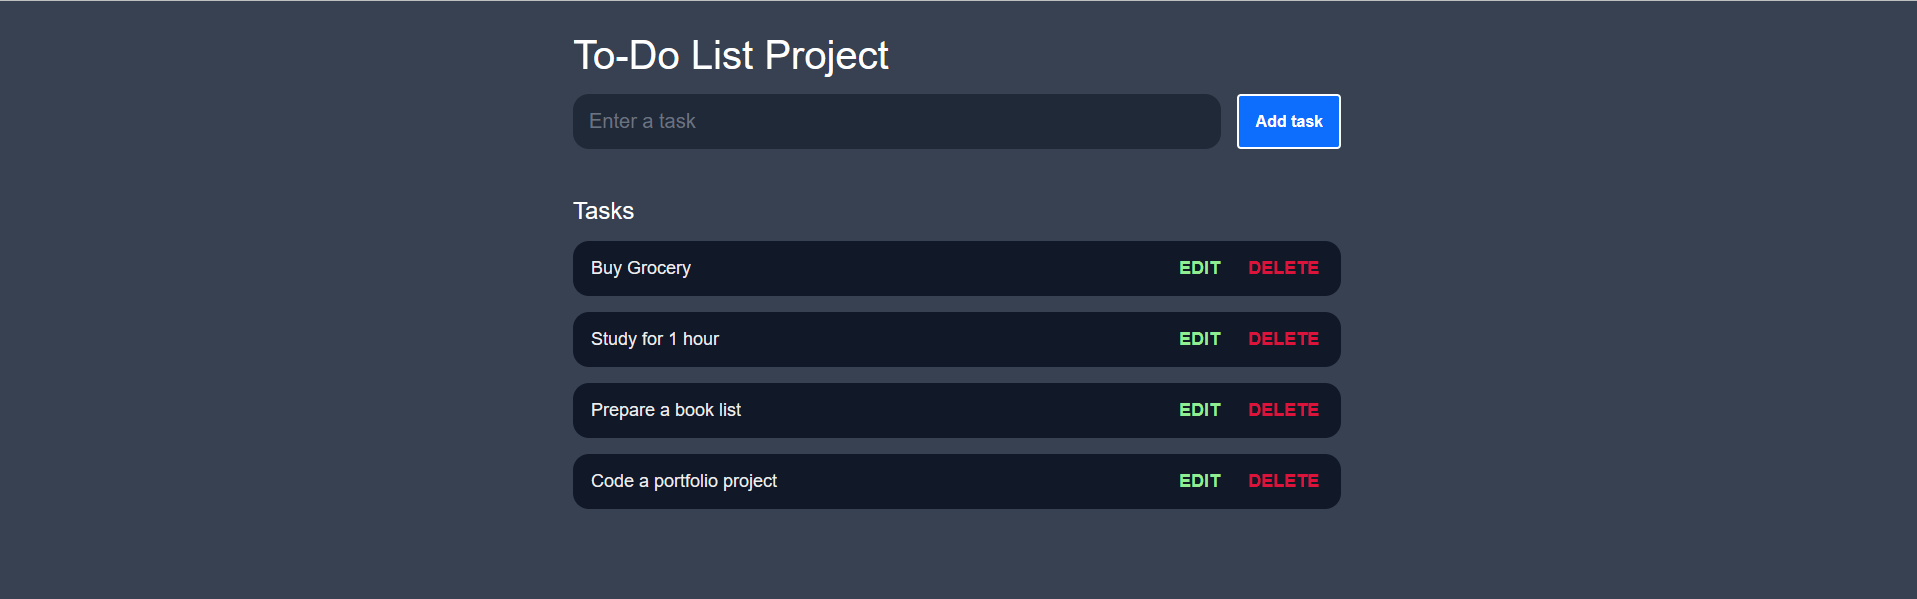 To-Do List Project
Enter a task Add task
Tasks
Buy Grocery EDIT DELETE
Study for 1 hour EDIT DELETE
Prepare a book list EDIT DELETE
Code a portfolio project EDIT DELETE